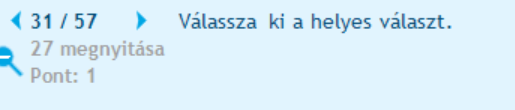 31 / 57 Válassza ki a helyes választ.
27 megnyitása
Pont: 1